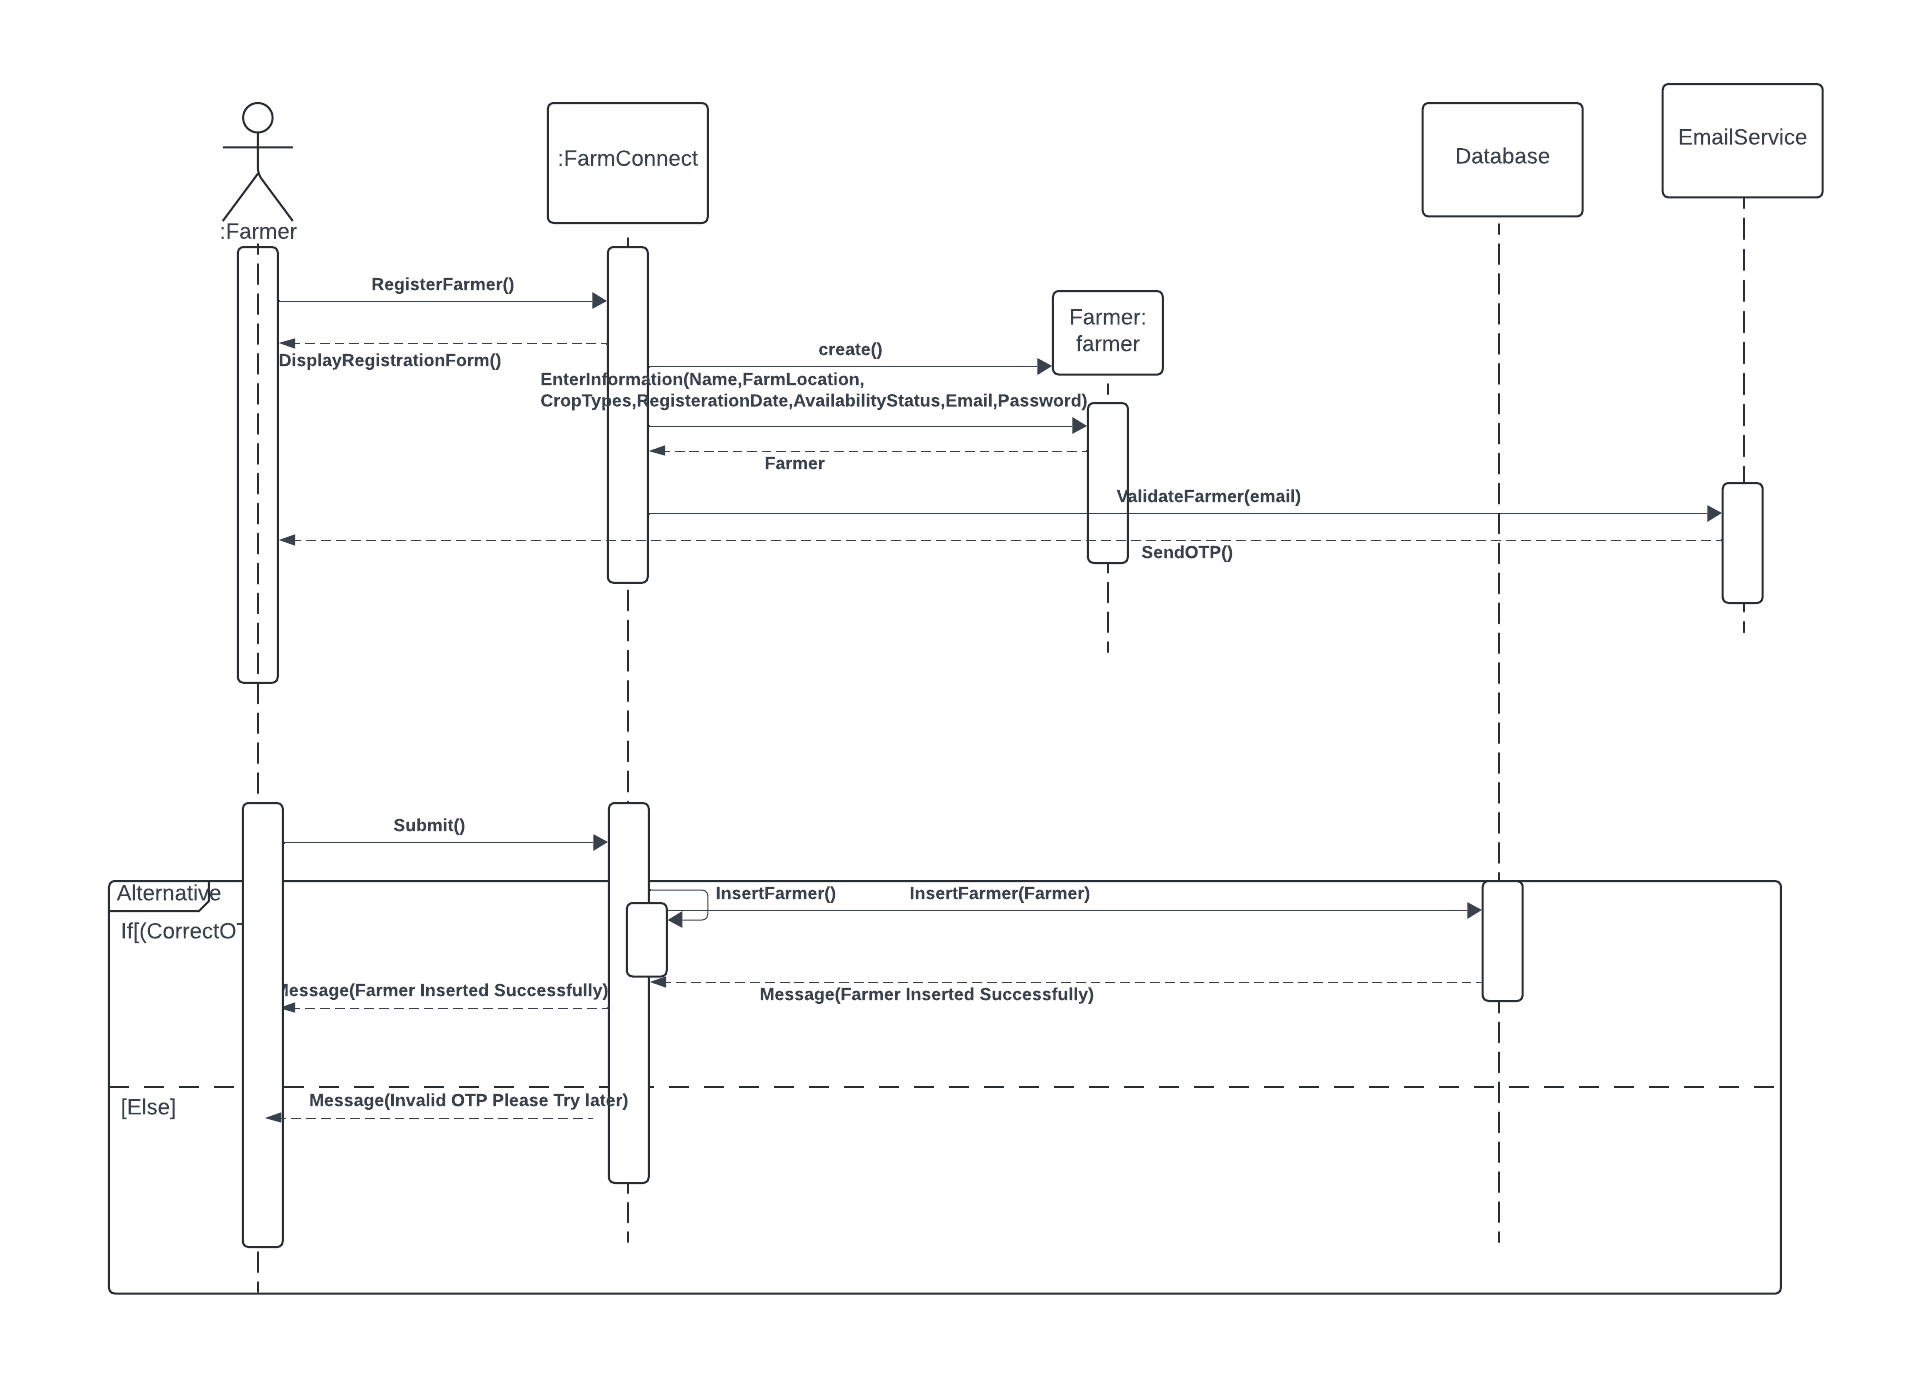 :Farmer
:FarmConnect
Database
EmailService
RegisterFarmer()
Farmer:
farmer
DisplayRegistrationForm()
create()
EnterInformation(Name,FarmLocation,
CropTypes,RegisterationDate,AvailabilityStatus,Email,Password)
Farmer
ValidateFarmer(email)
SendOTP()
Submit()
Alternative
InsertFarmer()
InsertFarmer(Farmer)
If[(CorrectOT
Message(Farmer Inserted Successfully)
Message(Farmer Inserted Successfully)
[Else]
Message(Invalid OTP Please Try later)